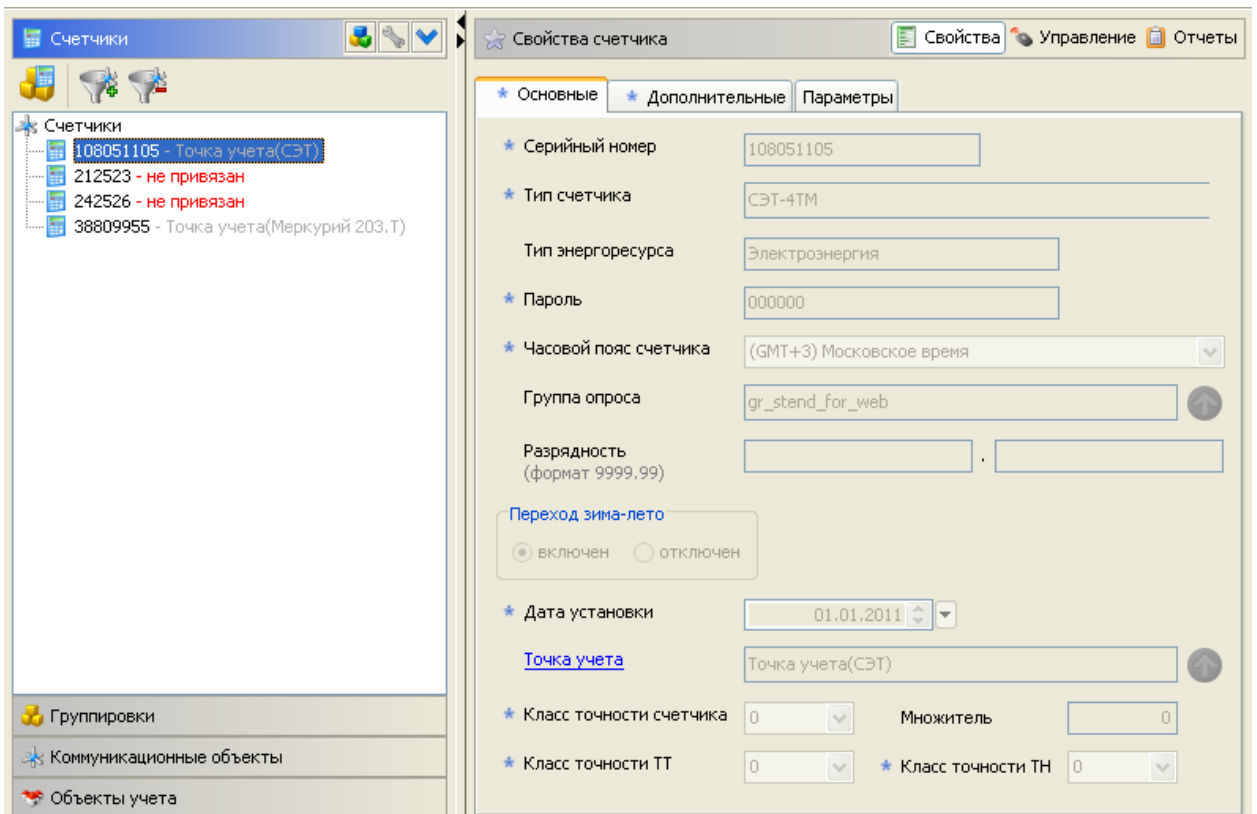 Счетчики
Счетчики
108051105 - Точка учета(СЭТ)
212523 - не привязан
242526 - не привязан
38809955 - Точка учета(Меркурий 203.Т)
Группировки
Коммуникационные объекты
Объекты учета
Свойства счетчика Свойства Управление Отчеты
* Основные * Дополнительные Параметры
* Серийный номер 108051105
* Тип счетчика СЭТ-4ТМ
Тип энергоресурса Электроэнергия
* Пароль 000000
* Часовой пояс счетчика (GMT+3) Московское время
Группа опроса gr_stend_for_web
Разрядность .
(формат 9999.99)
Переход зима-лето
включен отключен
* Дата установки 01.01.2011
Точка учета Точка учета(СЭТ)
* Класс точности счетчика 0 Множитель 0
* Класс точности ТТ 0 * Класс точности ТН 0